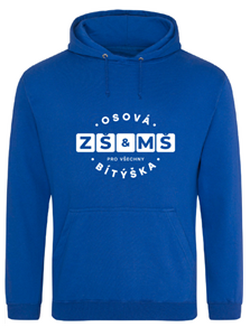 OSOVÁ
ZŠ & MŠ
PRO VŠECHNY
BÍTÝŠKA